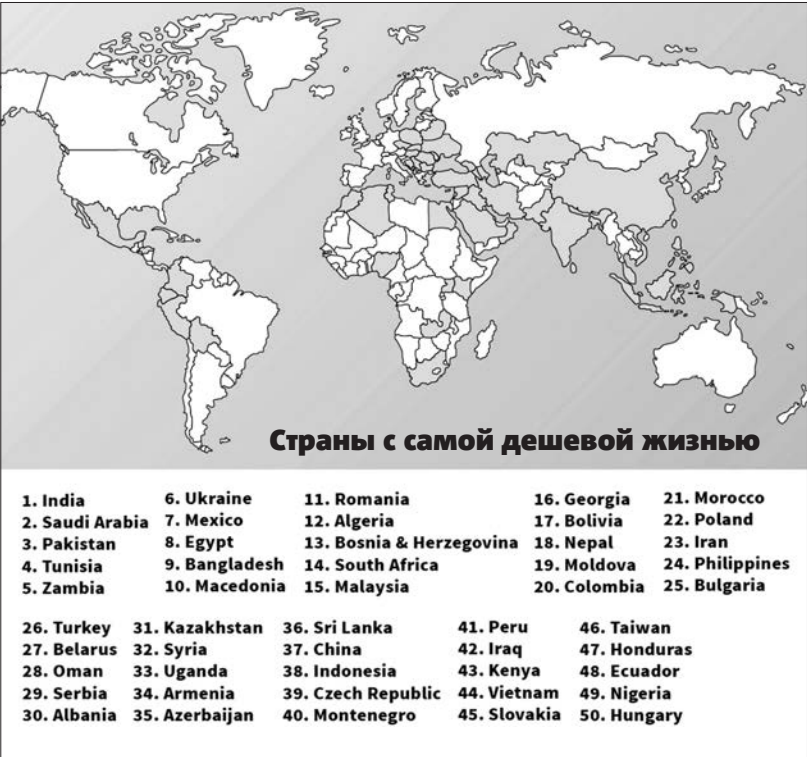 Страны с самой дешевой жизнью
1. India
2. Saudi Arabia
3. Pakistan
4. Tunisia
5. Zambia
6. Ukraine
7. Mexico
8. Egypt
9. Bangladesh
10. Macedonia
11. Romania
12. Algeria
13. Bosnia & Herzegovina
14. South Africa
15. Malaysia
16. Georgia
17. Bolivia
18. Nepal
19. Moldova
20. Colombia
21. Morocco
22. Poland
23. Iran
24. Philippines
25. Bulgaria
26. Turkey
27. Belarus
28. Oman
29. Serbia
30. Albania
31. Kazakhstan
32. Syria
33. Uganda
34. Armenia
35. Azerbaijan
36. Sri Lanka
37. China
38. Indonesia
39. Czech Republic
40. Montenegro
41. Peru
42. Iraq
43. Kenya
44. Vietnam
45. Slovakia
46. Taiwan
47. Honduras
48. Ecuador
49. Nigeria
50. Hungary